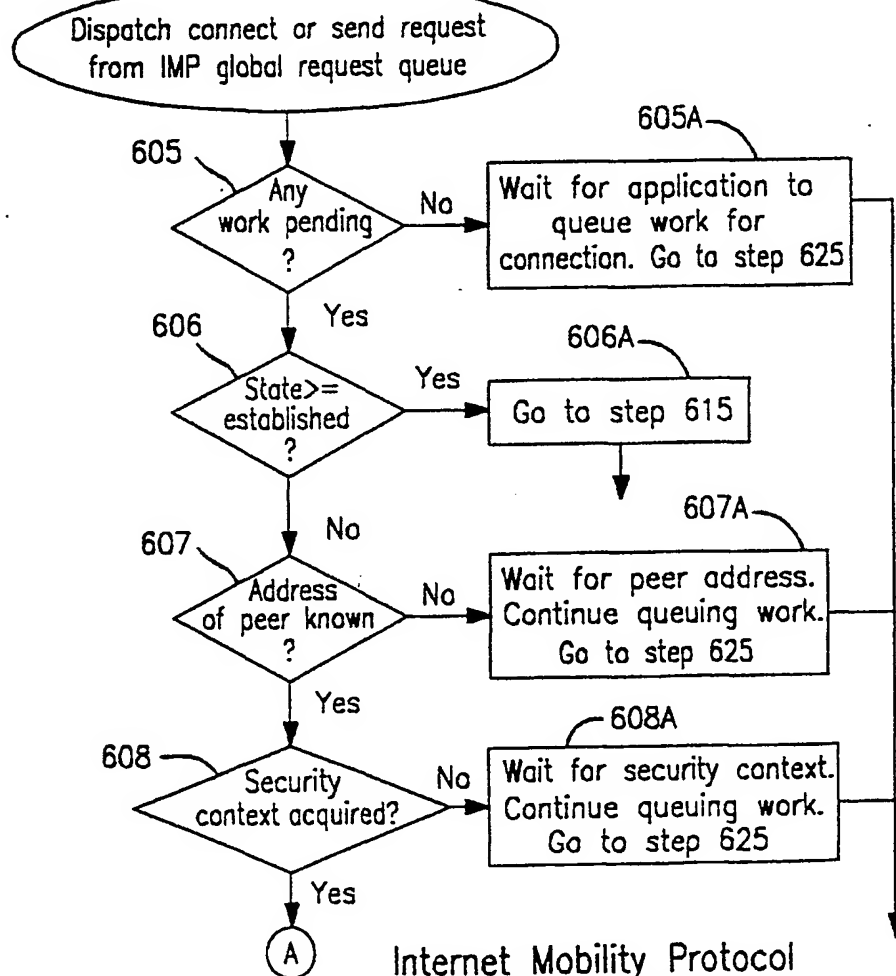 Dispatch connect or send request
from IMP global request queue
605
Any
work pending
?
No
605A
Wait for application to
queue work for
connection. Go to step 625
Yes
606
State>=
established
?
Yes
606A
Go to step 615
No
607
Address
of peer known
?
No
607A
Wait for peer address.
Continue queuing work.
Go to step 625
Yes
608
Security
context acquired?
No
608A
Wait for security context.
Continue queuing work.
Go to step 625
Yes
A
Internet Mobility Protocol